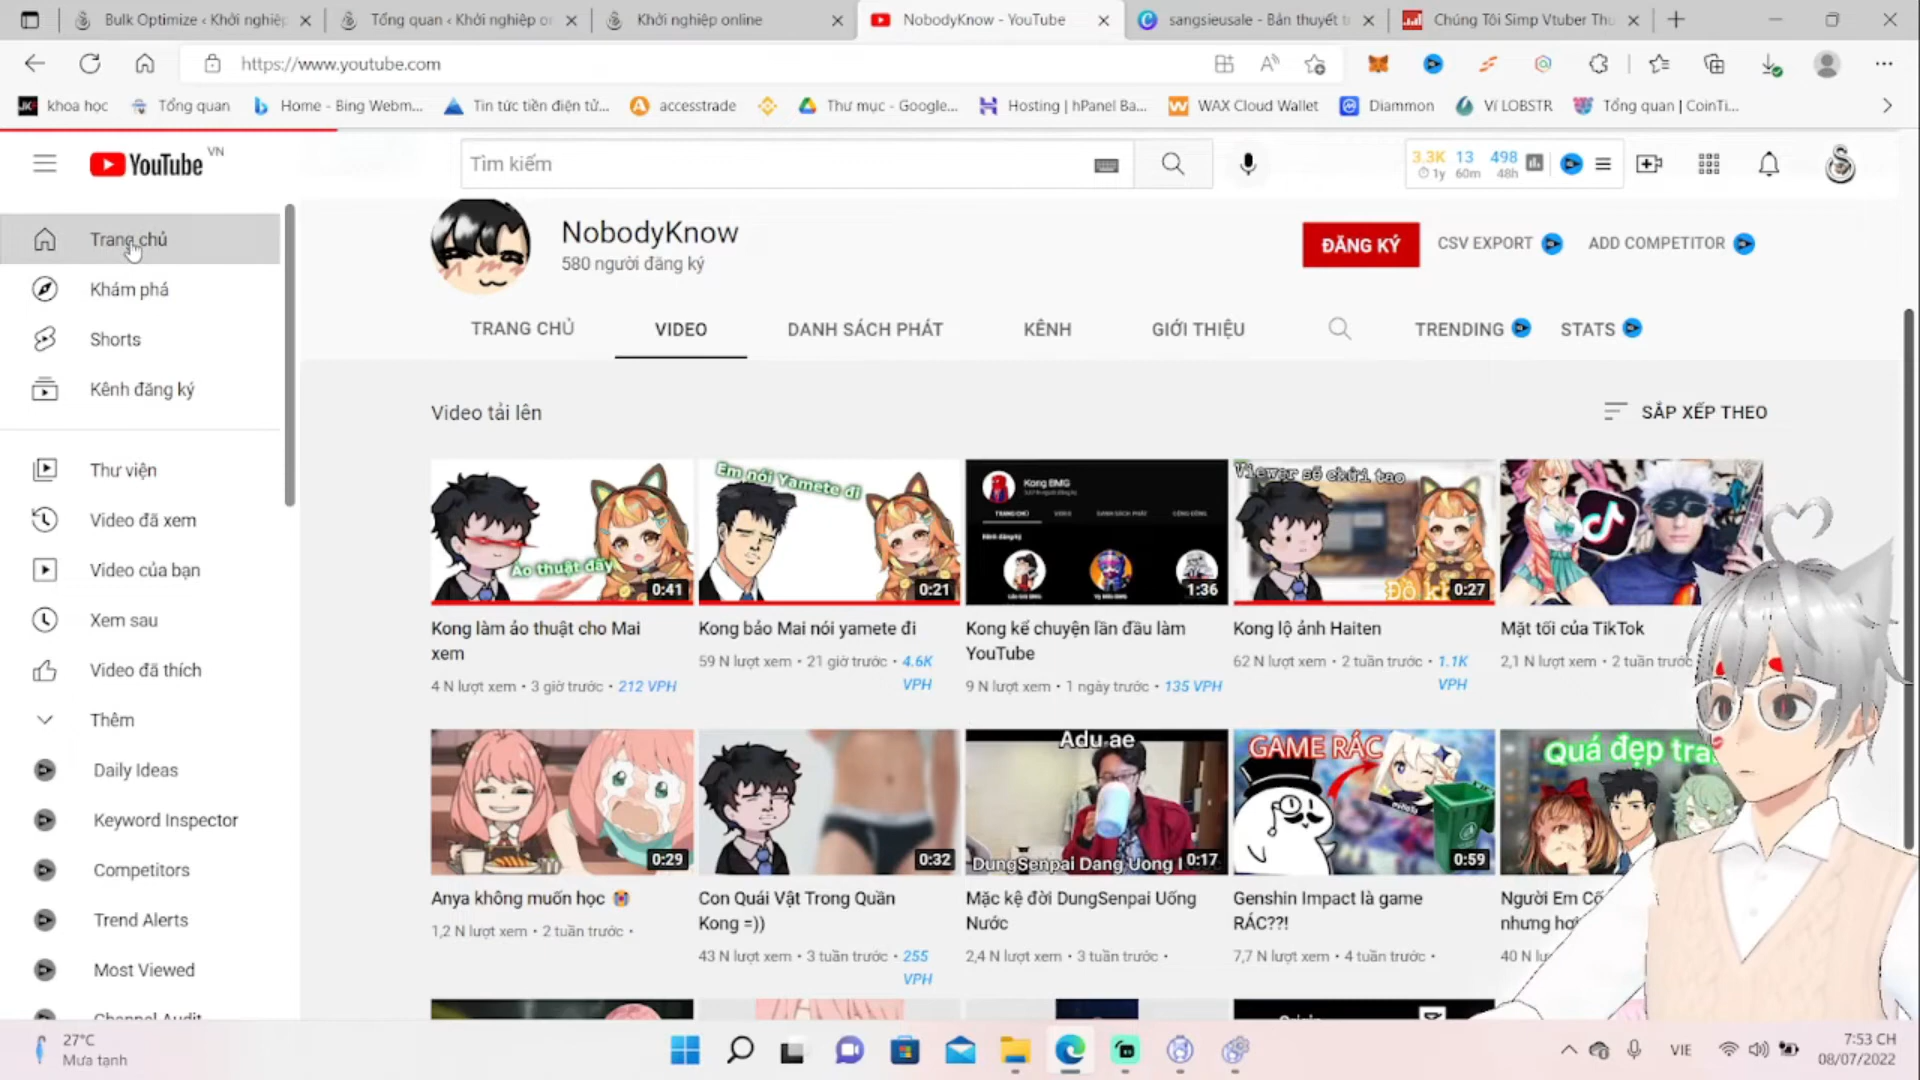 Bulk Optimize ‹ Khởi nghiệp
Tổng quan ‹ Khởi nghiệp on
Khởi nghiệp online
NobodyKnow - YouTube
sangsieusale - Bản thuyết t
Chúng Tôi Simp Vtuber Thu
https://www.youtube.com
khoa học
Tổng quan
Home - Bing Webm...
Tin tức tiền điện tử...
accesstrade
Thư mục - Google...
Hosting | hPanel Ba...
WAX Cloud Wallet
Diammon
Ví LOBSTR
Tổng quan | CoinTi...
YouTube VN
Tìm kiếm
3.3K 13 498
1y 60m 48h
Trang chủ
Khám phá
Shorts
Kênh đăng ký
Thư viện
Video đã xem
Video của bạn
Xem sau
Video đã thích
Thêm
Daily Ideas
Keyword Inspector
Competitors
Trend Alerts
Most Viewed
Channel Audit
NobodyKnow
580 người đăng ký
ĐĂNG KÝ
CSV EXPORT
ADD COMPETITOR
TRANG CHỦ
VIDEO
DANH SÁCH PHÁT
KÊNH
GIỚI THIỆU
TRENDING
STATS
Video tải lên
SẮP XẾP THEO
Ảo thuật đây
0:41
Em nói Yamete đi
0:21
Kong BMG
1:36
Viewer sẽ chửi tao
0:27
Kong làm ảo thuật cho Mai
xem
4 N lượt xem • 3 giờ trước • 212 VPH
Kong bảo Mai nói yamete đi
59 N lượt xem • 21 giờ trước • 4.6K
VPH
Kong kể chuyện lần đầu làm
YouTube
9 N lượt xem • 1 ngày trước • 135 VPH
Kong lộ ảnh Haiten
62 N lượt xem • 2 tuần trước • 1.1K
VPH
Mặt tối của TikTok
2,1 N lượt xem • 2 tuần trước
0:29
0:32
Adu ae
DungSenpai Dang Uong
0:17
GAME RÁC
0:59
Quá đẹp tra
Anya không muốn học 😭
1,2 N lượt xem • 2 tuần trước •
Con Quái Vật Trong Quần
Kong =))
43 N lượt xem • 3 tuần trước • 255
VPH
Mặc kệ đời DungSenpai Uống
Nước
2,4 N lượt xem • 3 tuần trước •
Genshin Impact là game
RÁC??!
7,7 N lượt xem • 4 tuần trước •
Người Em Cố
nhưng
40 N
27°C
Mưa tạnh
VIE
7:53 CH
08/07/2022